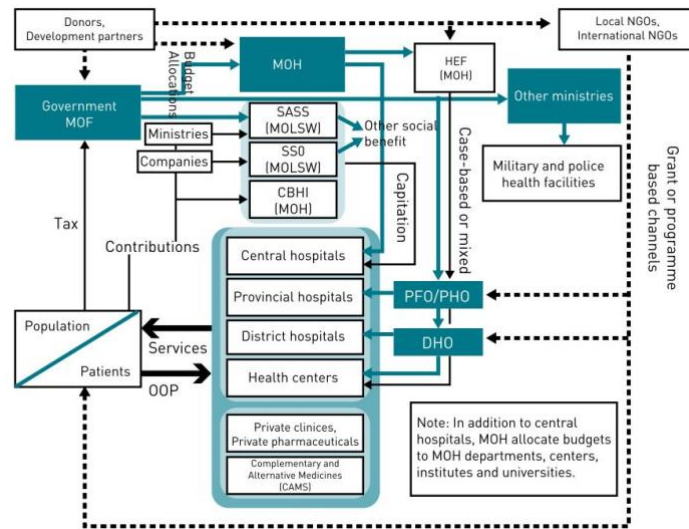 Donors,
Development partners
Local NGOs,
International NGOs
Budget
Allocations
MOH
HEF
(MOH)
Government
MOF
Other ministries
SASS
(MOLSW)
Ministries
Other social
benefit
Companies
SS0
(MOLSW)
Military and police
health facilities
CBHI
(MOH)
Capitation
Case-based or mixed
Grant or programme
based channels
Tax
Contributions
Central hospitals
Provincial hospitals
PFO/PHO
Population
Patients
Services
OOP
District hospitals
DHO
Health centers
Private clinices,
Private pharmaceuticals
Complementary and
Alternative Medicines
(CAMS)
Note: In addition to central
hospitals, MOH allocate budgets
to MOH departments, centers,
institutes and universities.